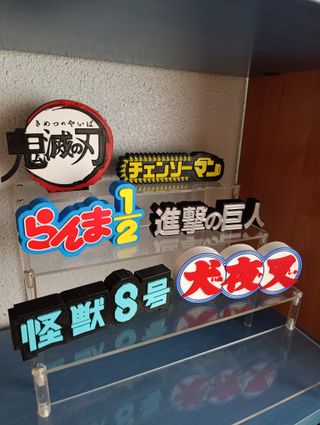 きめつのやいば
鬼滅の刃
チェンソーマン
らんま1/2
進撃の巨人
怪獣8号
犬夜叉